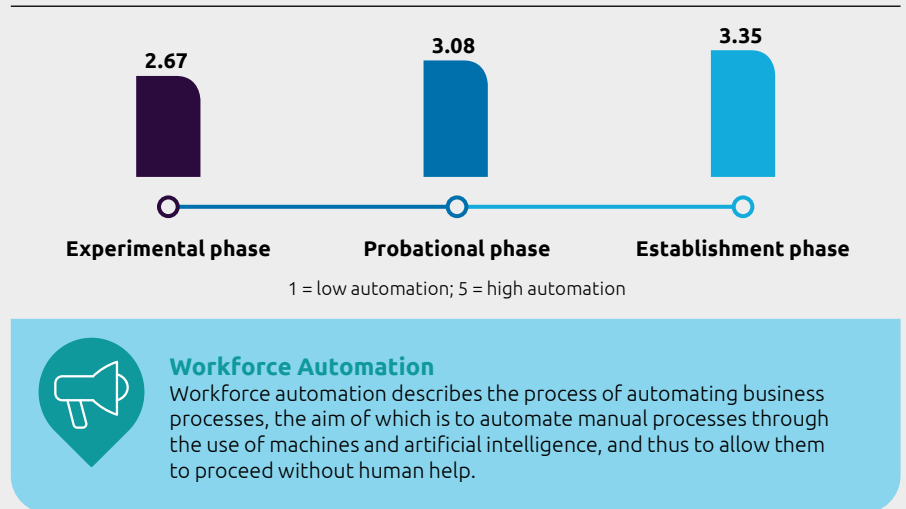 2.67
3.08
3.35
Experimental phase
Probational phase
Establishment phase
1 = low automation; 5 = high automation
Workforce Automation
Workforce automation describes the process of automating business
processes, the aim of which is to automate manual processes through
the use of machines and artificial intelligence, and thus to allow them
to proceed without human help.